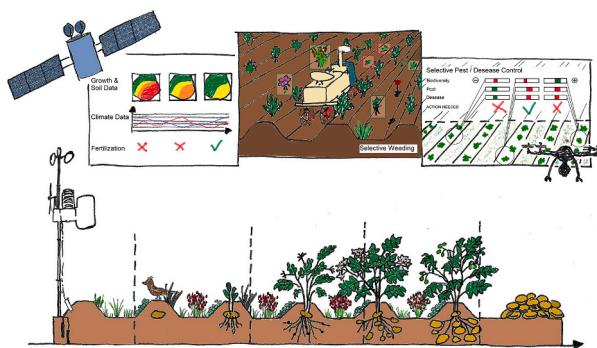 Growth &
Soil Data
Climate Data
Fertilization
Selective Weeding
Selective Pest / Desease Control
Biodiversity
Pest
Desease
ACTION NEEDED